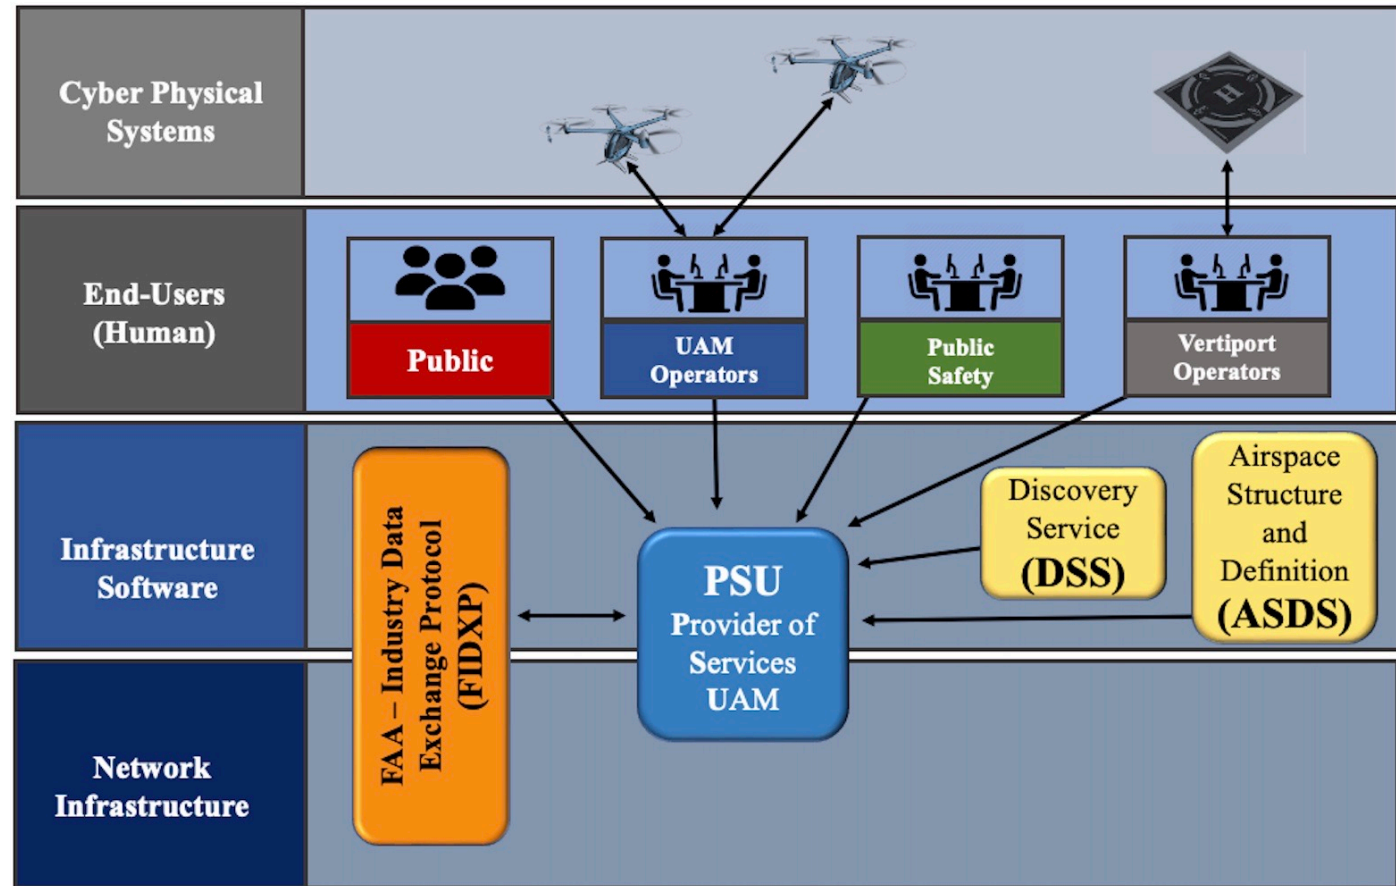 Cyber Physical
Systems
H
End-Users
(Human)
Public
UAM
Operators
Public
Safety
Vertiport
Operators
Infrastructure
Software
FAA – Industry Data
Exchange Protocol
(FIDXP)
PSU
Provider of
Services
UAM
Discovery
Service
(DSS)
Airspace
Structure
and
Definition
(ASDS)
Network
Infrastructure